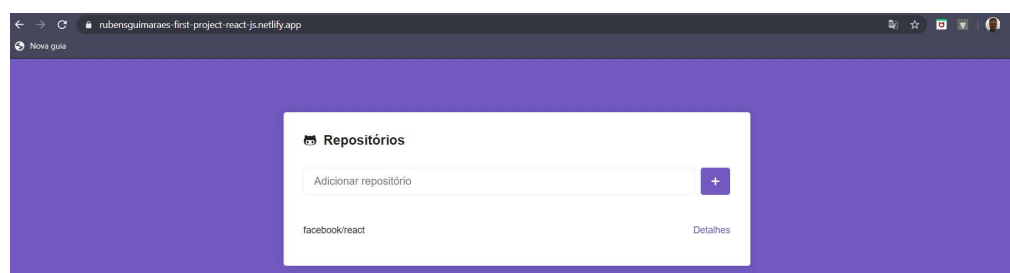 rubensguimaraes-first-project-react-js.netlify.app
Nova guia
Repositórios
Adicionar repositório
+
facebook/react
Detalhes